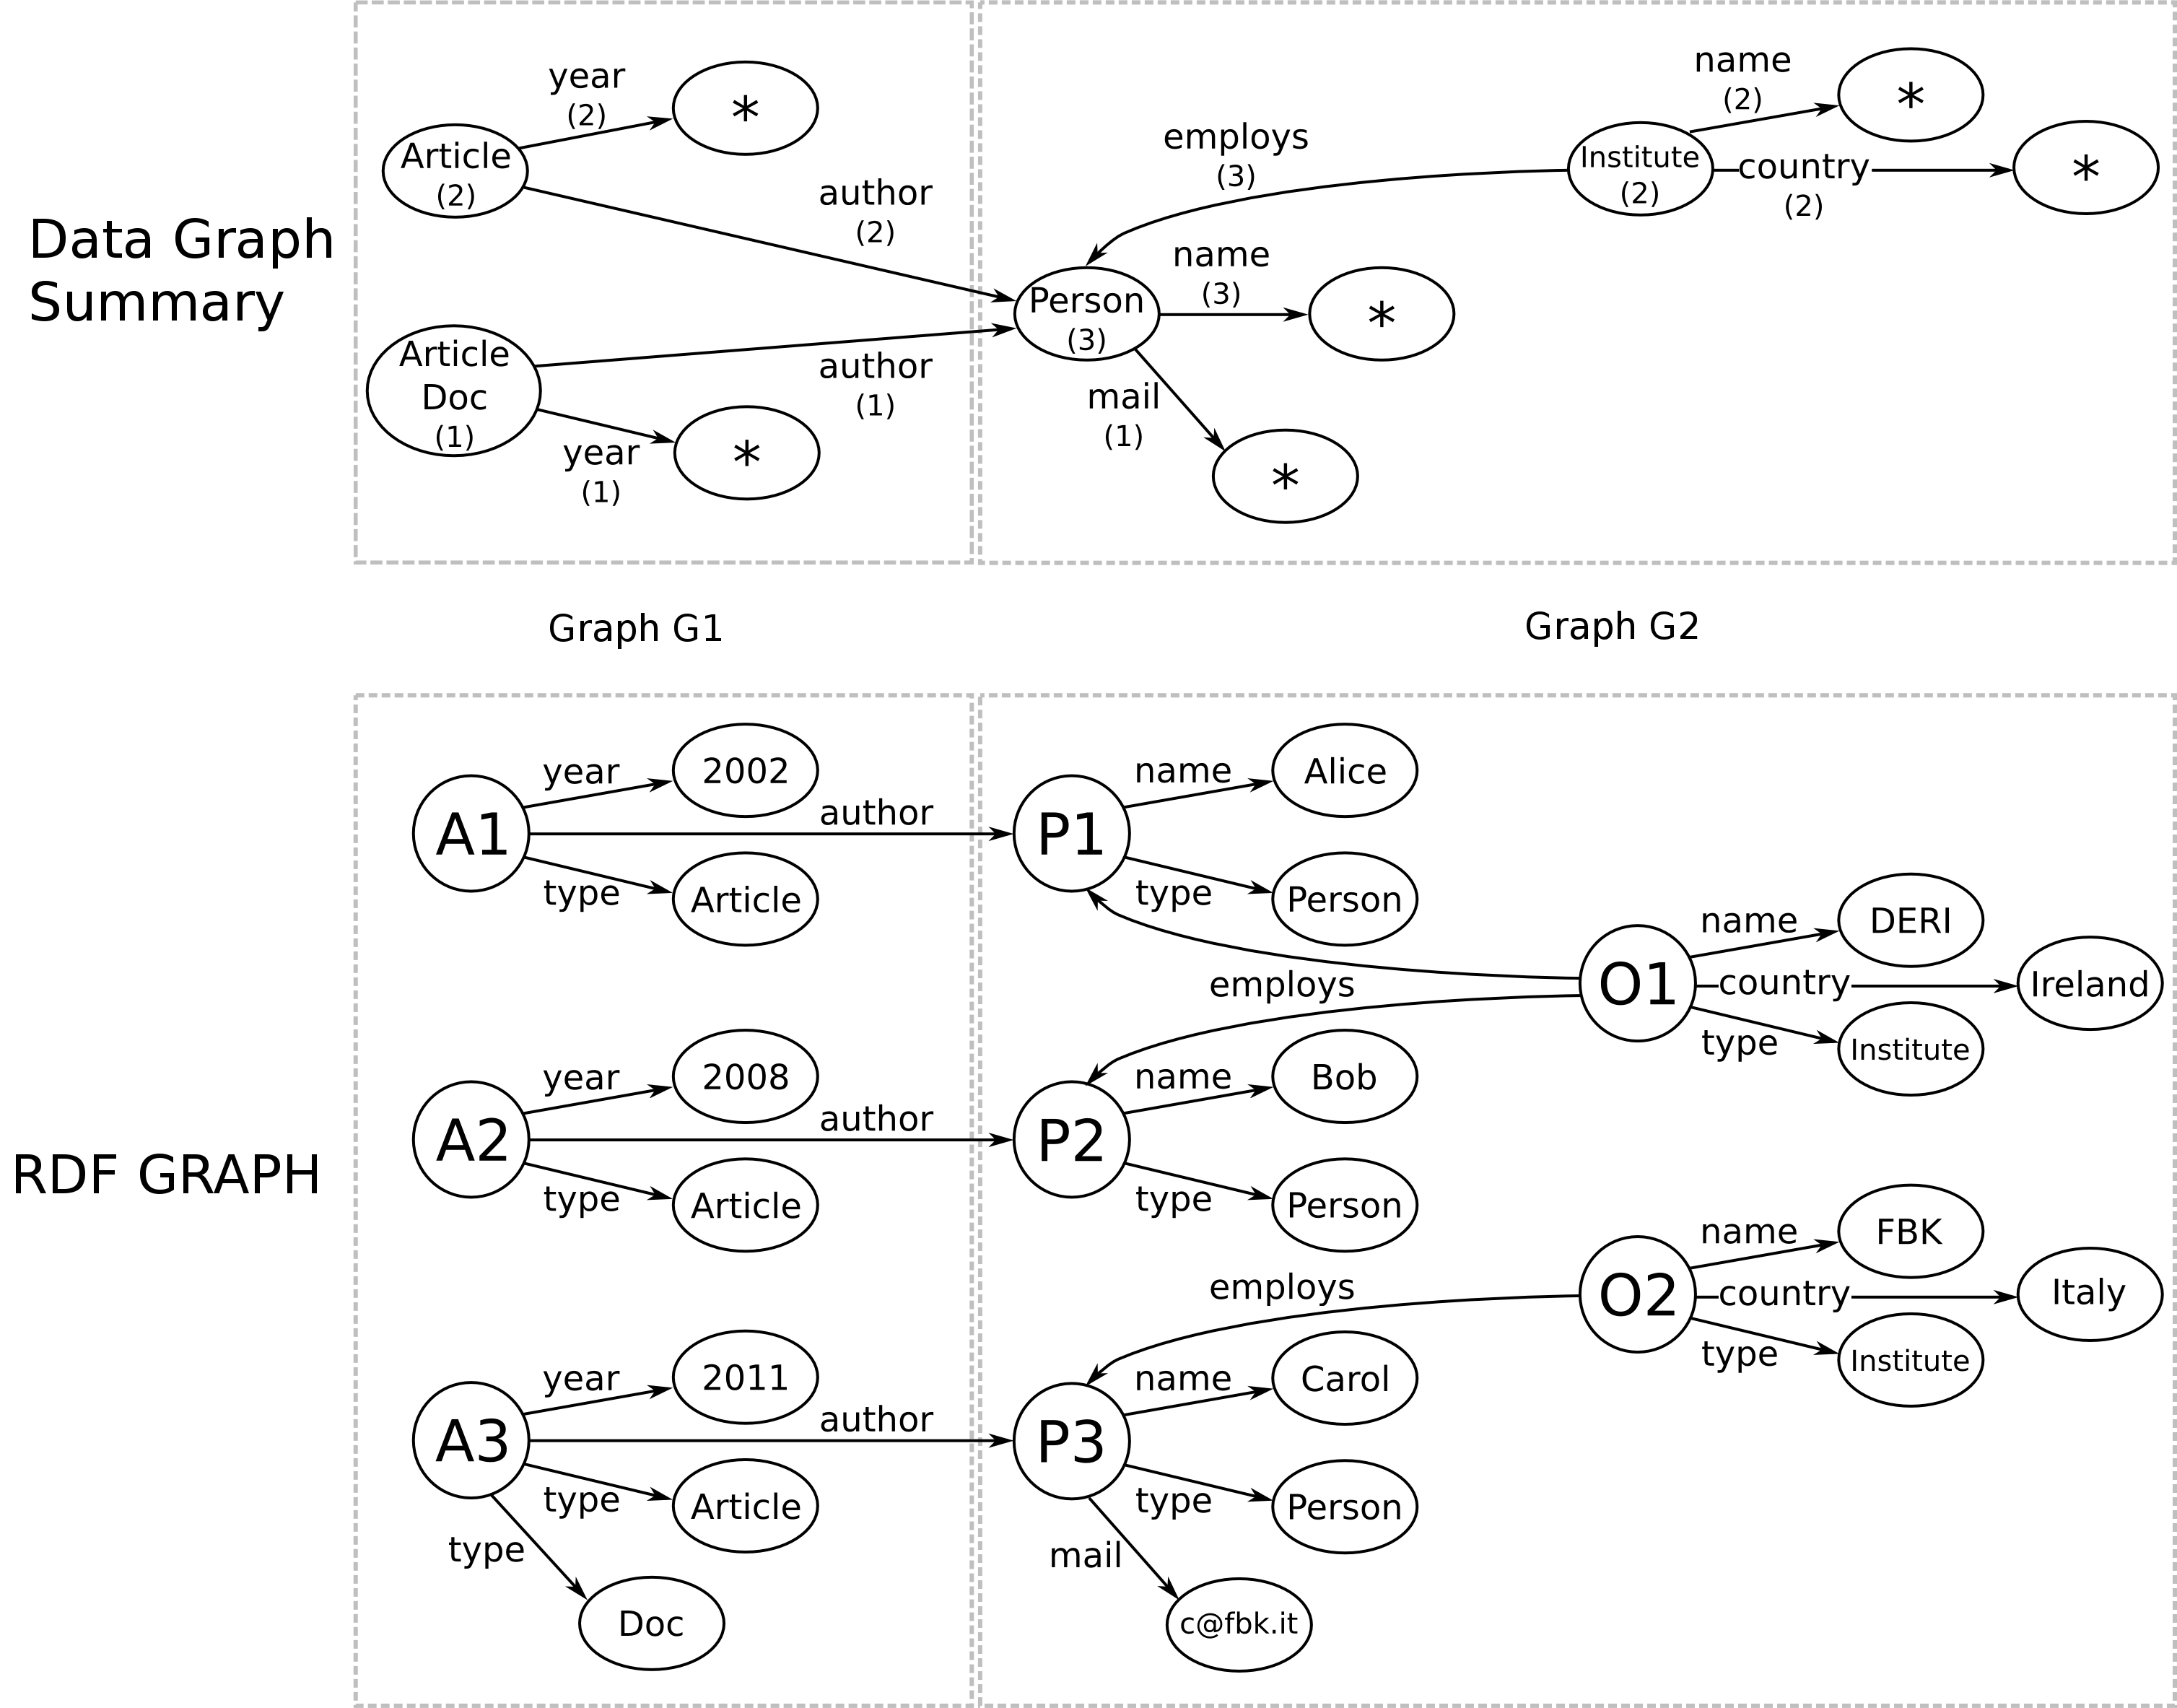 Data Graph
Summary
Article
(2)
year
(2)
*
author
(2)
Article
Doc
(1)
author
(1)
year
(1)
*
employs
(3)
Person
(3)
name
(3)
*
mail
(1)
*
Institute
(2)
name
(2)
*
country
(2)
*
Graph G1
Graph G2
RDF GRAPH
A1
year
2002
author
type
Article
P1
name
Alice
type
Person
employs
O1
name
DERI
country
Ireland
type
Institute
A2
year
2008
author
type
Article
P2
name
Bob
type
Person
employs
O2
name
FBK
country
Italy
type
Institute
A3
year
2011
author
type
Article
type
Doc
P3
name
Carol
type
Person
mail
c@fbk.it